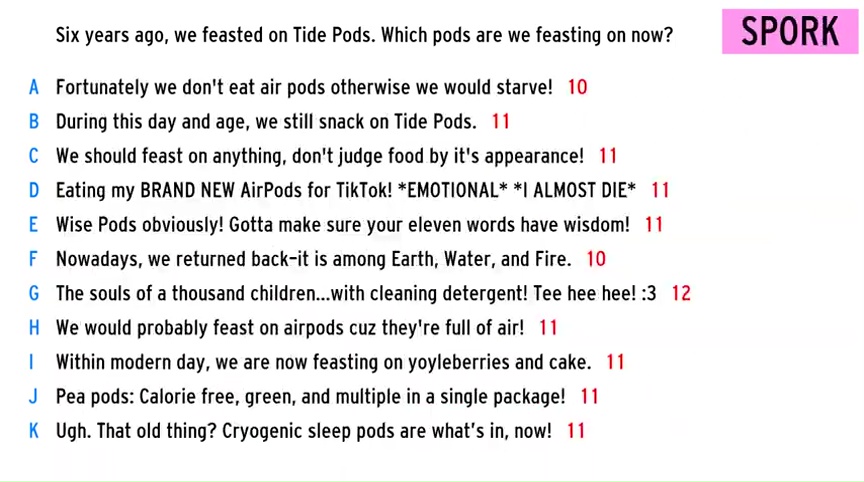 Six years ago, we feasted on Tide Pods. Which pods are we feasting on now?
SPORK
A Fortunately we don't eat air pods otherwise we would starve! 10
B During this day and age, we still snack on Tide Pods. 11
C We should feast on anything, don't judge food by it's appearance! 11
D Eating my BRAND NEW AirPods for TikTok! *EMOTIONAL* *I ALMOST DIE* 11
E Wise Pods obviously! Gotta make sure your eleven words have wisdom! 11
F Nowadays, we returned back-it is among Earth, Water, and Fire. 10
G The souls of a thousand children...with cleaning detergent! Tee hee hee! :3 12
H We would probably feast on airpods cuz they're full of air! 11
I Within modern day, we are now feasting on yoyleberries and cake. 11
J Pea pods: Calorie free, green, and multiple in a single package! 11
K Ugh. That old thing? Cryogenic sleep pods are what's in, now! 11